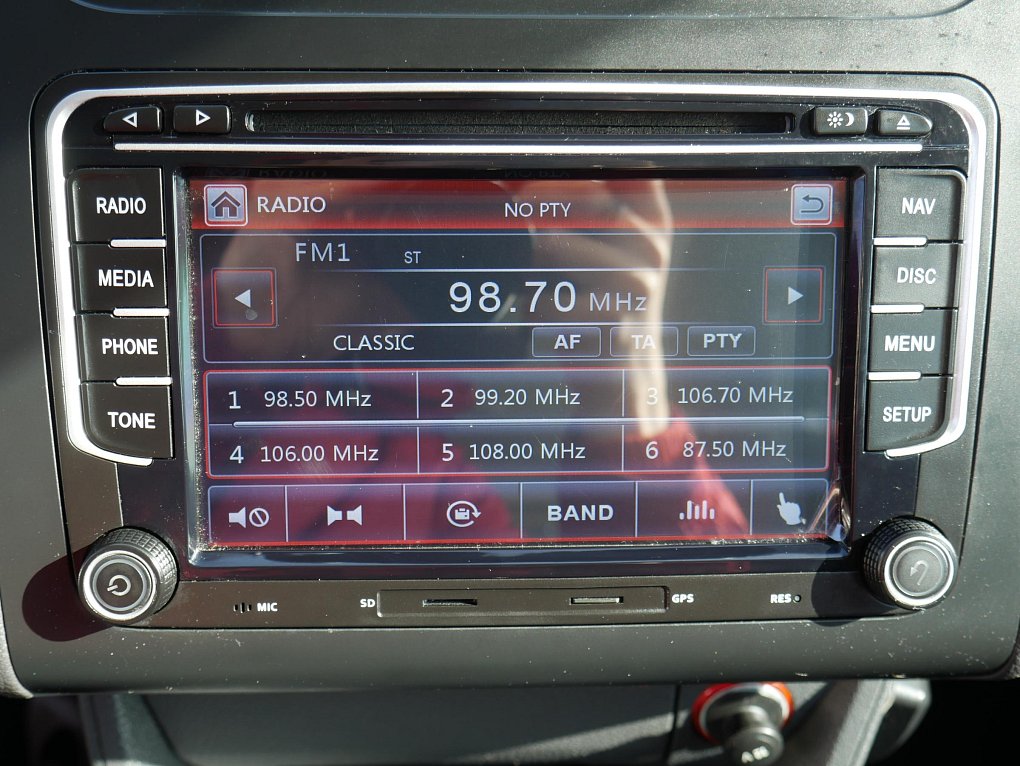 RADIO
MEDIA
PHONE
TONE
RADIO
NO PTY
FM1 ST
98.70 MHz
CLASSIC AF TA PTY
1 98.50 MHz 2 99.20 MHz 3 106.70 MHz
4 106.00 MHz 5 108.00 MHz 6 87.50 MHz
BAND
NAV
DISC
MENU
SETUP
MIC SD GPS RES